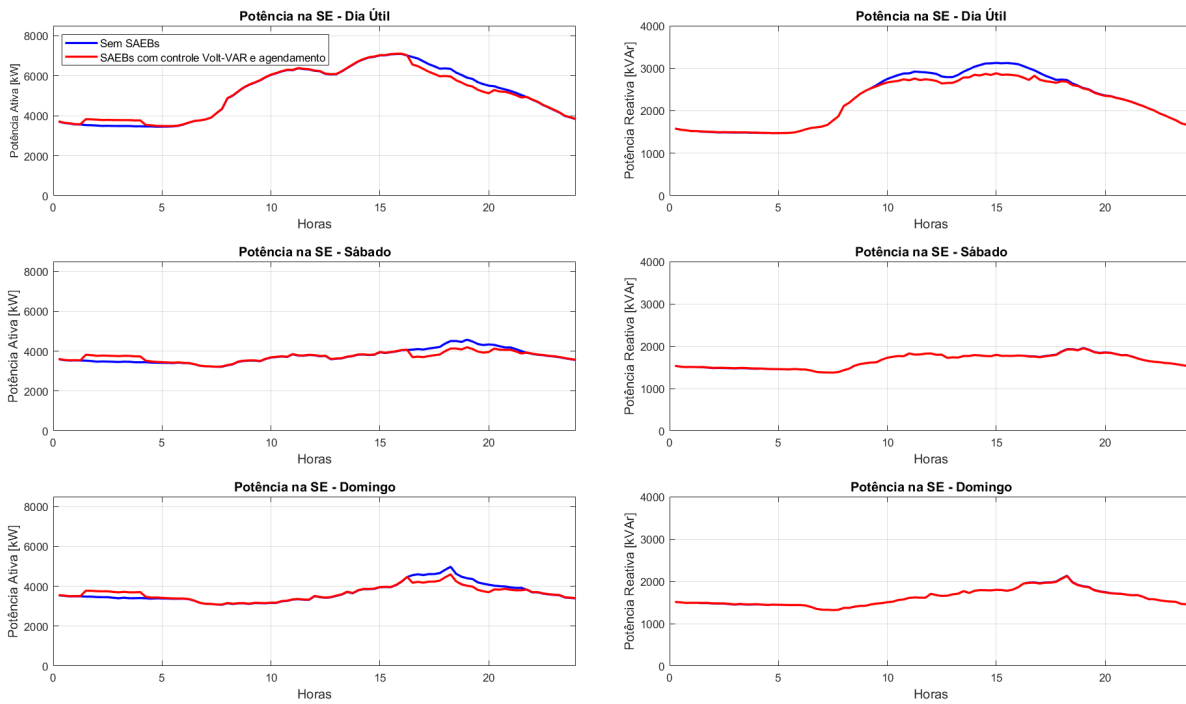 Potência na SE - Dia Útil
Sem SAEBs
SAEBs com controle Volt-VAR e agendamento
Potência Ativa [kW]
8000
6000
4000
2000
0
0 5 10 15 20
Horas
Potência na SE - Dia Útil
Potência Reativa [kVAr]
4000
3000
2000
1000
0
0 5 10 15 20
Horas
Potência na SE - Sábado
Potência Ativa [kW]
8000
6000
4000
2000
0
0 5 10 15 20
Horas
Potência na SE - Sábado
Potência Reativa [kVAr]
4000
3000
2000
1000
0
0 5 10 15 20
Horas
Potência na SE - Domingo
Potência Ativa [kW]
8000
6000
4000
2000
0
0 5 10 15 20
Horas
Potência na SE - Domingo
Potência Reativa [kVAr]
4000
3000
2000
1000
0
0 5 10 15 20
Horas